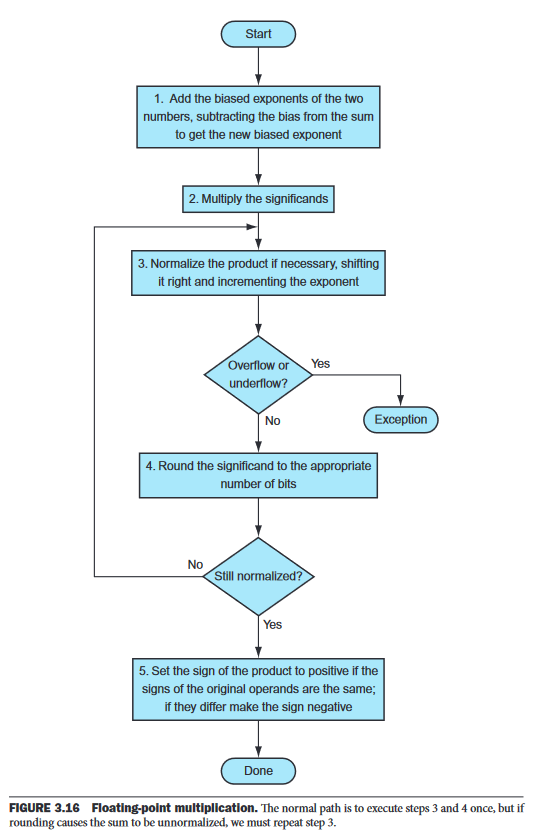 Start
1. Add the biased exponents of the two
numbers, subtracting the bias from the sum
to get the new biased exponent
2. Multiply the significands
3. Normalize the product if necessary, shifting
it right and incrementing the exponent
Overflow or
underflow?
Yes
Exception
No
4. Round the significand to the appropriate
number of bits
No
Still normalized?
Yes
5. Set the sign of the product to positive if the
signs of the original operands are the same;
if they differ make the sign negative
Done
FIGURE 3.16 Floating-point multiplication. The normal path is to execute steps 3 and 4 once, but if
rounding causes the sum to be unnormalized, we must repeat step 3.